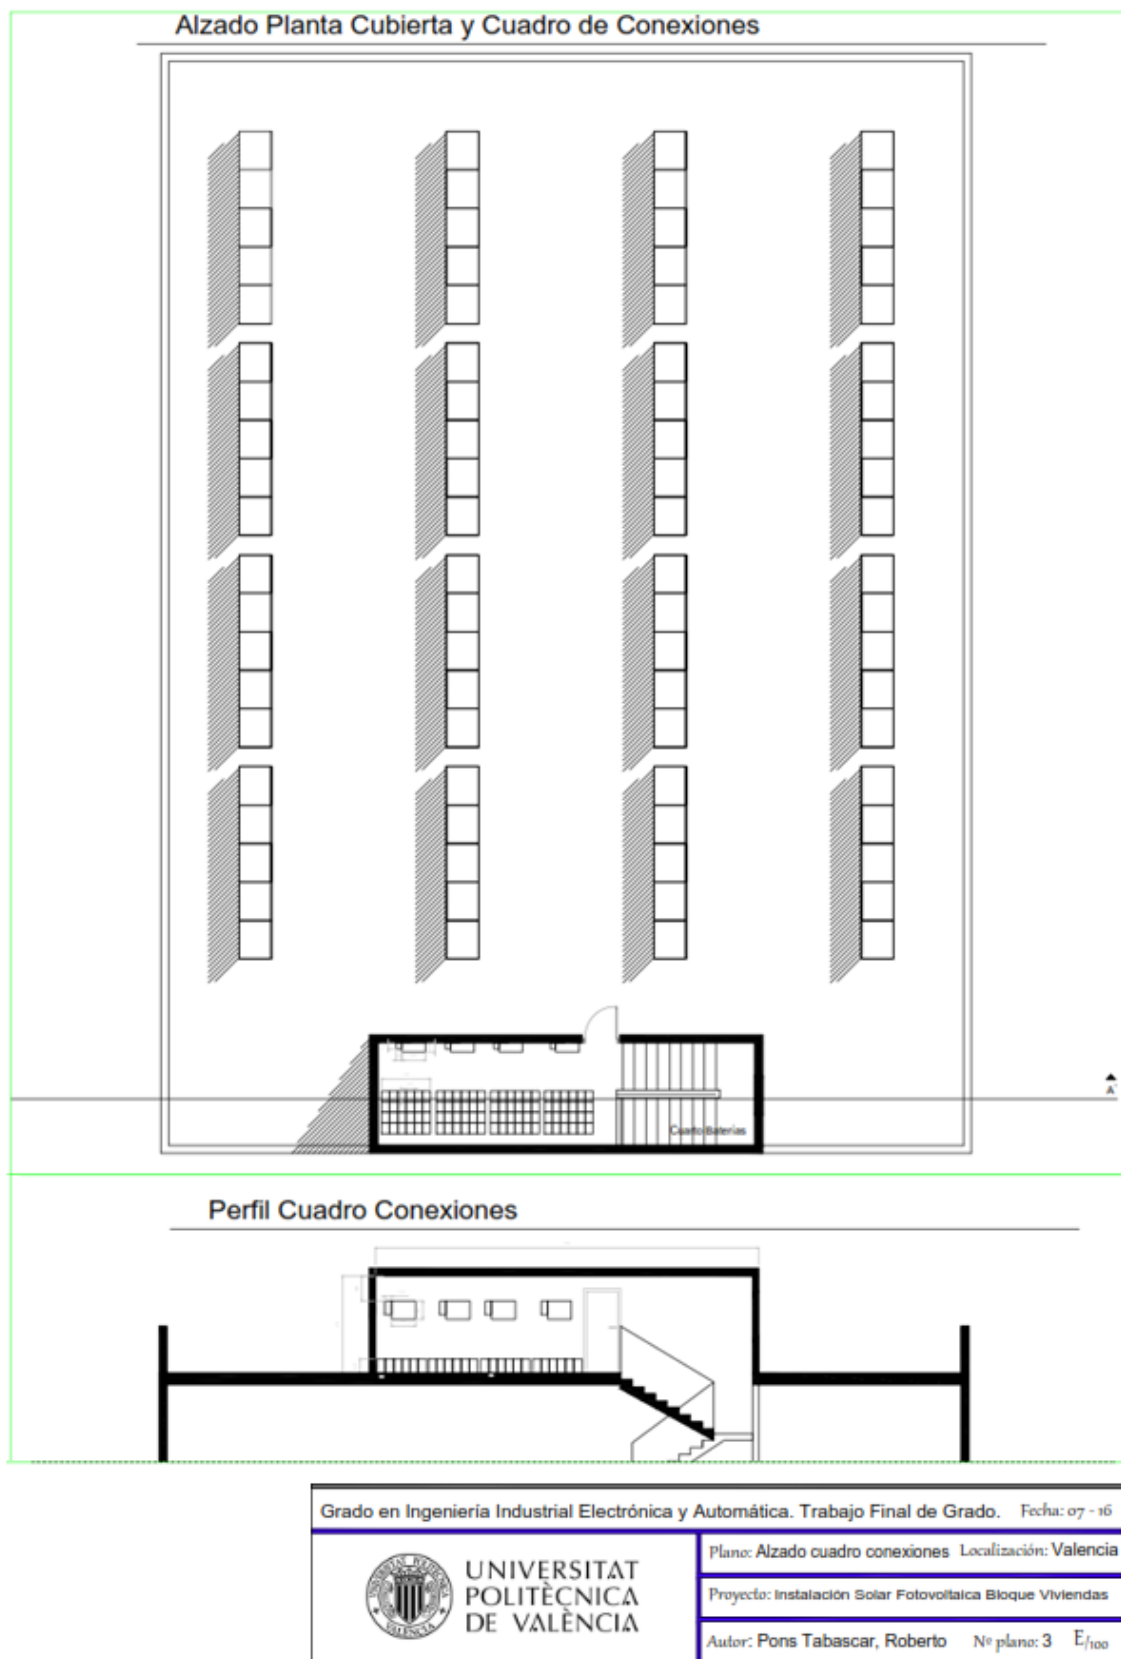 Alzado Planta Cubierta y Cuadro de Conexiones
A'
Cuarto Baterías
Perfil Cuadro Conexiones
Grado en Ingeniería Industrial Electrónica y Automática. Trabajo Final de Grado. Fecha: 07 - 16
UNIVERSITAT
POLITÈCNICA
DE VALÈNCIA
Plano: Alzado cuadro conexiones Localización: Valencia
Proyecto: Instalación Solar Fotovoltaica Bloque Viviendas
Autor: Pons Tabascar, Roberto Nº plano: 3 E/100